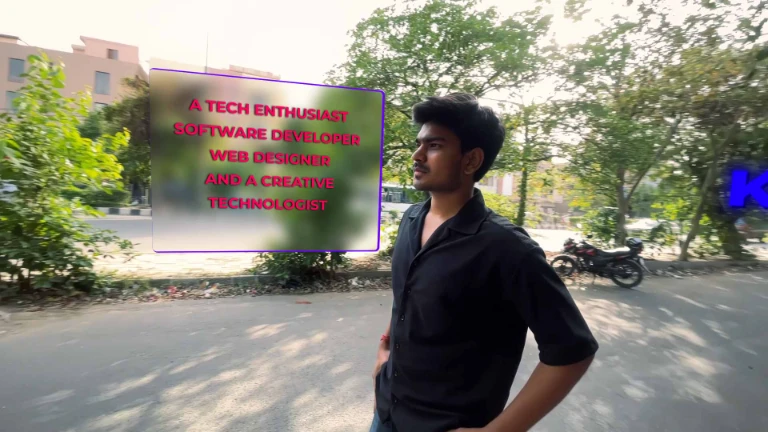 A TECH ENTHUSIAST
SOFTWARE DEVELOPER
WEB DESIGNER
AND A CREATIVE
TECHNOLOGIST
K